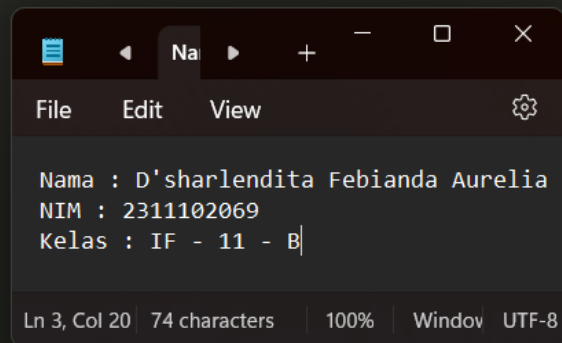 Na
File Edit View
Nama : D'sharlendita Febianda Aurelia
NIM : 2311102069
Kelas : IF - 11 - B
Ln 3, Col 20 74 characters 100% Window UTF-8